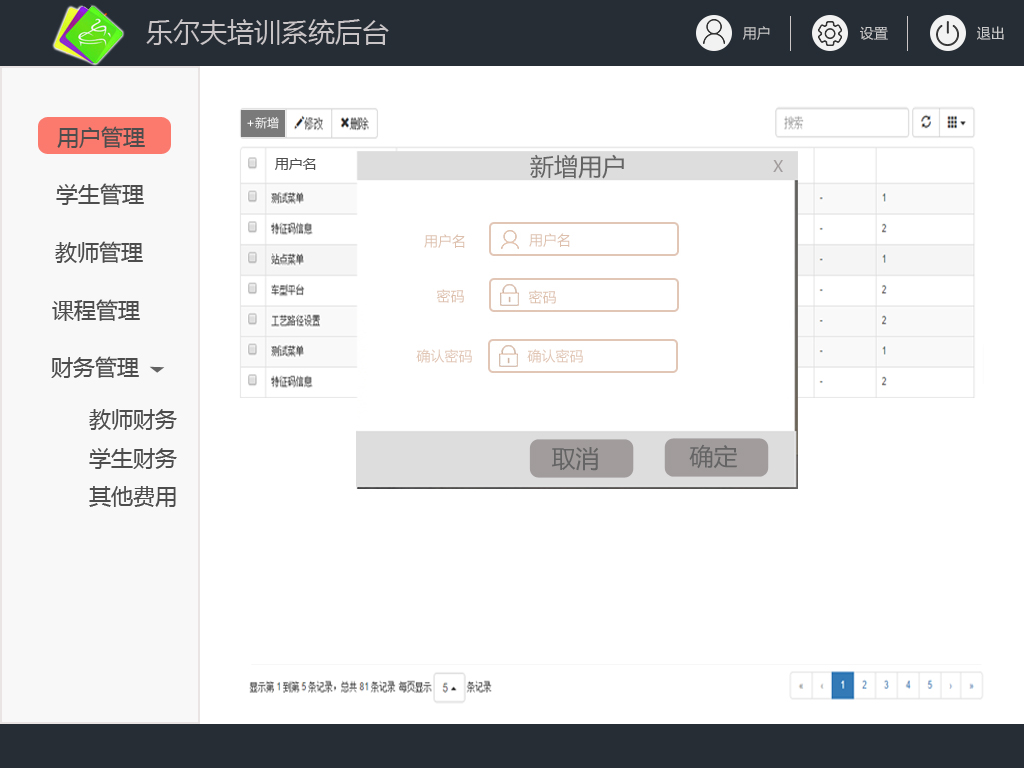 乐尔夫培训系统后台
用户
设置
退出
用户管理
学生管理
教师管理
课程管理
财务管理
教师财务
学生财务
其他费用
+新增
修改
删除
搜索
用户名
测试菜单 - 1
特征码信息 - 2
站点菜单 - 1
车型平台 - 2
工艺路径设置 - 2
测试菜单 - 1
特征码信息 - 2
新增用户
X
用户名 用户名
密码 密码
确认密码 确认密码
取消
确定
显示第 1 到第 5 条记录，总共 81 条记录 每页显示 5 条记录
« ‹ 1 2 3 4 5 › »